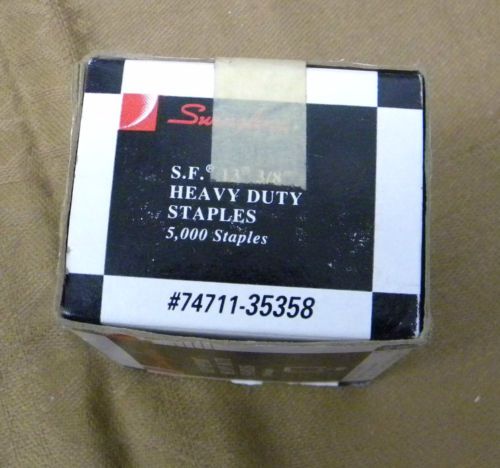 S.F.® 13" 3/8"
HEAVY DUTY
STAPLES
5,000 Staples
#74711-35358